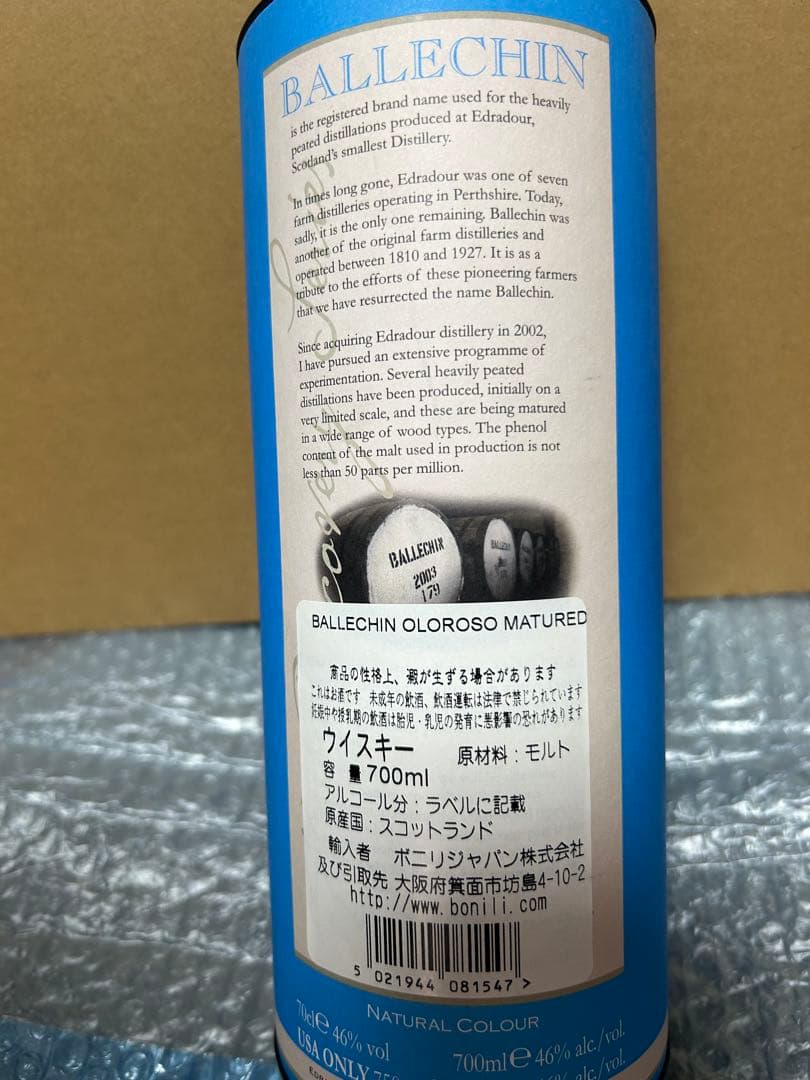 BALLECHIN
is the registered brand name used for the heavily
peated distillations produced at Edradour,
Scotland's smallest Distillery.
In times long gone, Edradour was one of seven
farm distilleries operating in Perthshire. Today,
sadly, it is the only one remaining. Ballechin was
another of the original farm distilleries and
operated between 1810 and 1927. It is as a
tribute to the efforts of these pioneering farmers
that we have resurrected the name Ballechin.
Since acquiring Edradour distillery in 2002,
I have pursued an extensive programme of
experimentation. Several heavily peated
distillations have been produced, initially on a
very limited scale, and these are being matured
in a wide range of wood types. The phenol
content of the malt used in production is not
less than 50 parts per million.
BALLECHIN
2003
179
BALLECHIN
BALLECHIN OLOROSO MATURED
商品の性格上、澱が生ずる場合があります
これはお酒です 未成年の飲酒、飲酒運転は法律で禁じられています
妊娠中や授乳期の飲酒は胎児・乳児の発育に悪影響の恐れがあります
ウイスキー 原材料：モルト
容 量 700ml
アルコール分：ラベルに記載
原産国：スコットランド
輸入者 ボニリジャパン株式会社
及び引取先 大阪府箕面市坊島4-10-2
http://www.bonili.com
5 021944 081547 >
NATURAL COLOUR
70cl e 46% vol 700ml e 46% alc./vol.
USA ONLY